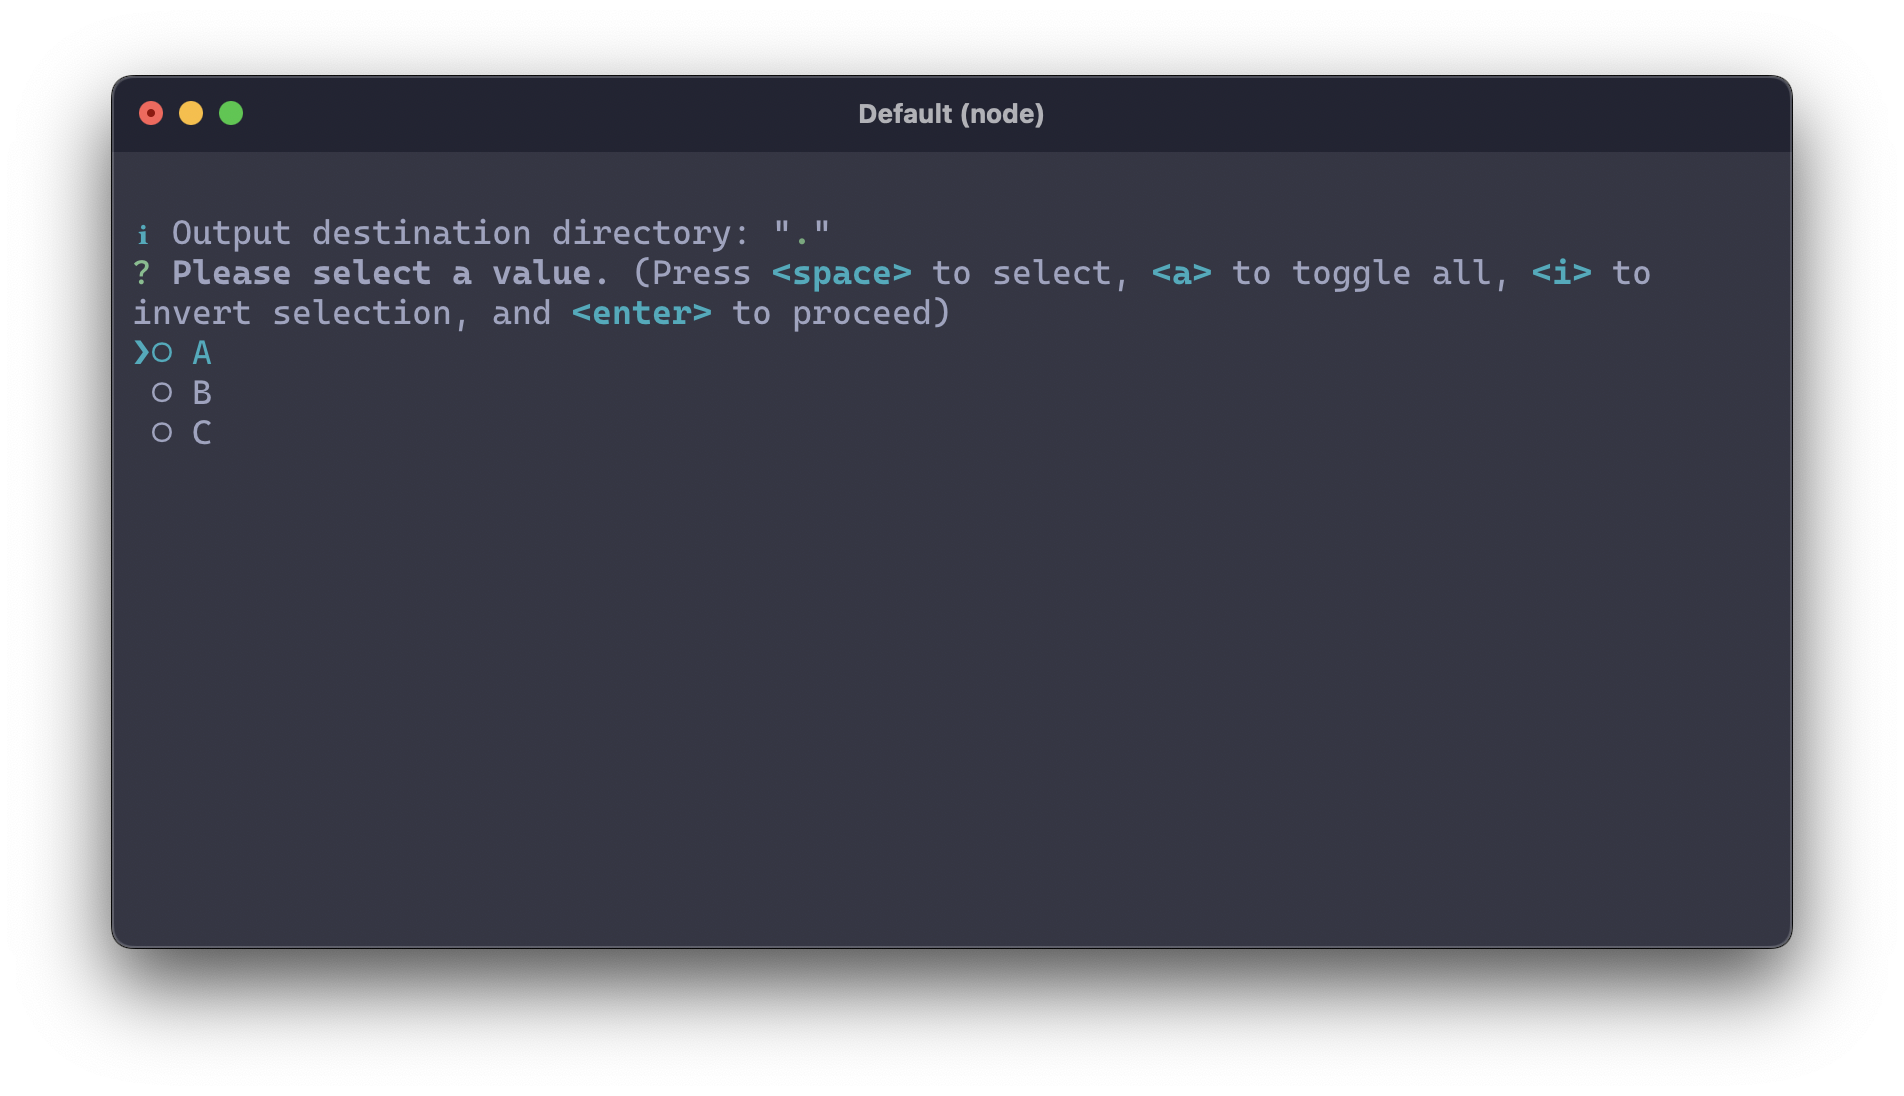 Default (node)
ℹ Output destination directory: "."
? Please select a value. (Press <space> to select, <a> to toggle all, <i> to
invert selection, and <enter> to proceed)
❯◯ A
◯ B
◯ C